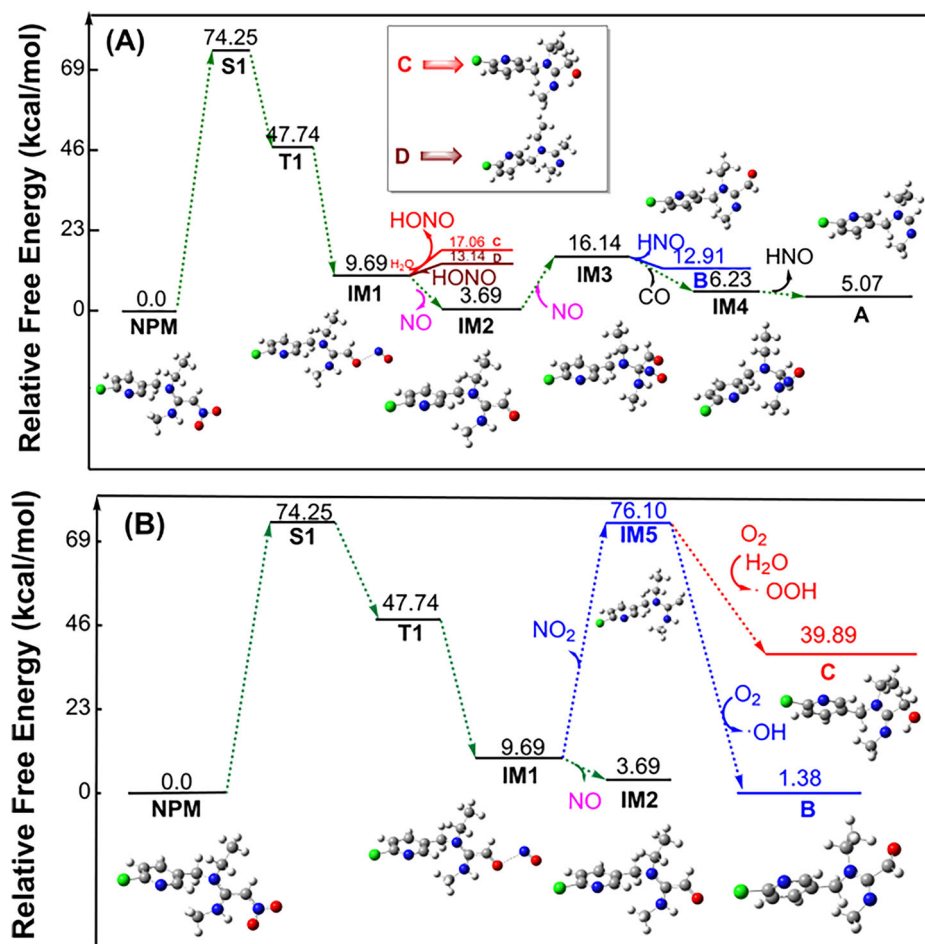 Relative Free Energy (kcal/mol)
(A)
69
46
23
0
74.25
S1
47.74
T1
C
D
HONO
17.06 C
H₂O
13.14 D
HONO
9.69
IM1
0.0
NPM
NO
3.69
IM2
NO
16.14
IM3
HNO
12.91
B
CO
6.23
IM4
HNO
5.07
A
Relative Free Energy (kcal/mol)
(B)
69
46
23
0
74.25
S1
47.74
T1
76.10
IM5
O₂
H₂O
·OOH
NO₂
39.89
C
O₂
·OH
9.69
IM1
NO
3.69
IM2
0.0
NPM
1.38
B